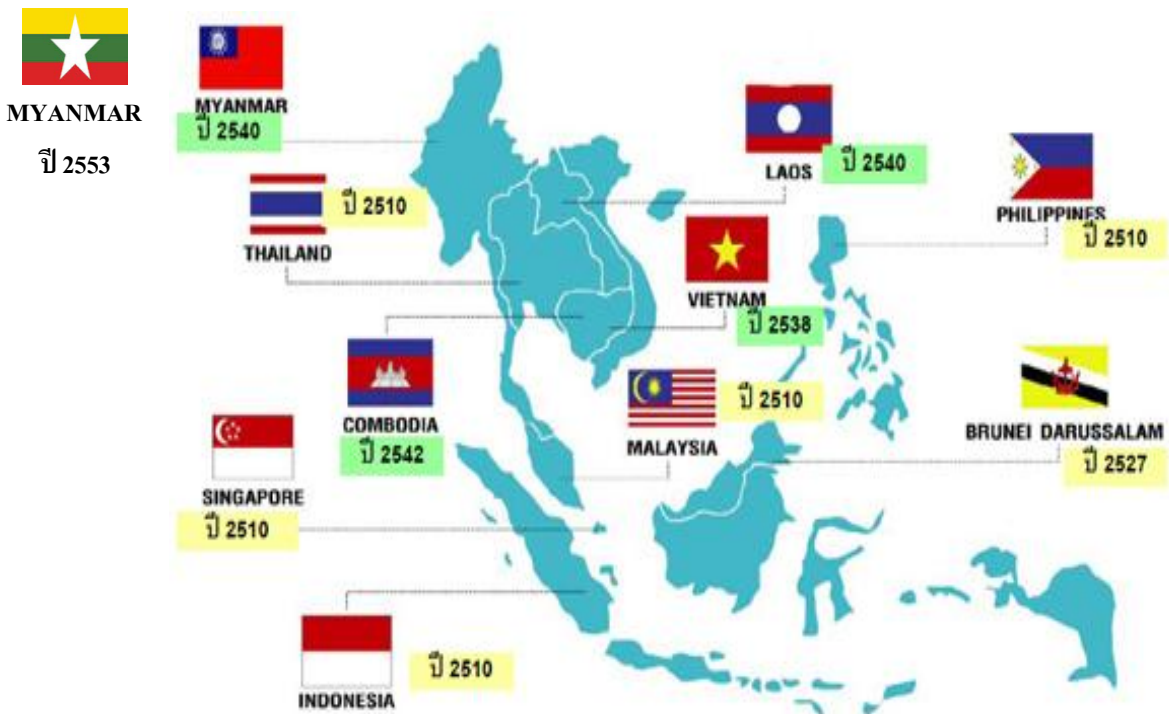 MYANMAR
ปี 2553
MYANMAR
ปี 2540
LAOS
ปี 2540
PHILIPPINES
ปี 2510
THAILAND
ปี 2510
VIETNAM
ปี 2538
COMBODIA
ปี 2542
MALAYSIA
ปี 2510
BRUNEI DARUSSALAM
ปี 2527
SINGAPORE
ปี 2510
INDONESIA
ปี 2510